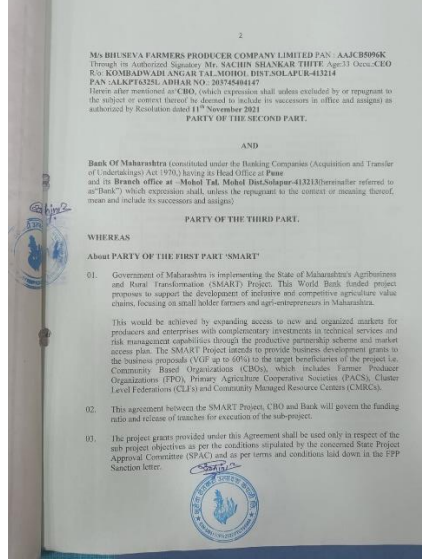 2
M/s BHUSEVA FARMERS PRODUCER COMPANY LIMITED PAN : AAJCB5096K
Through its Authorized Signatory Mr. SACHIN SHANKAR THITE Age:33 Occu.:CEO
R/o: KOMBADWADI ANGAR TAL.MOHOL DIST.SOLAPUR-413214
PAN :ALKPT6325L ADHAR NO: 203745404147
Herein after mentioned as'CBO, (which expression shall unless excluded by or repugnant to
the subject or context thereof be deemed to include its successors in office and assigns) as
authorized by Resolution dated 11th November 2021
PARTY OF THE SECOND PART.
AND
Bank Of Maharashtra (constituted under the Banking Companies (Acquisition and Transfer
of Undertakings) Act 1970,) having its Head Office at Pune
and its Branch office at –Mohol Tal. Mohol Dist.Solapur-413213(hereinafter referred to
as"Bank") which expression shall, unless the repugnant to the context or meaning thereof,
mean and include its successors and assigns)
PARTY OF THE THIRD PART.
WHEREAS
About PARTY OF THE FIRST PART 'SMART'
01. Government of Maharashtra is implementing the State of Maharashtra's Agribusiness
and Rural Transformation (SMART) Project. This World Bank funded project
proposes to support the development of inclusive and competitive agriculture value
chains, focusing on small holder farmers and agri-entrepreneurs in Maharashtra.
This would be achieved by expanding access to new and organized markets for
producers and enterprises with complementary investments in technical services and
risk management capabilities through the productive partnership scheme and market
access plan. The SMART Project intends to provide business development grants to
the business proposals (VGF up to 60%) to the target beneficiaries of the project i.e.
Community Based Organizations (CBOs), which includes Farmer Producer
Organizations (FPO), Primary Agriculture Cooperative Societies (PACS), Cluster
Level Federations (CLFs) and Community Managed Resource Centers (CMRCs).
02. This agreement between the SMART Project, CBO and Bank will govern the funding
ratio and release of tranches for execution of the sub-project.
03. The project grants provided under this Agreement shall be used only in respect of the
sub project objectives as per the conditions stipulated by the concerned State Project
Approval Committee (SPAC) and as per terms and conditions laid down in the FPP
Sanction letter.